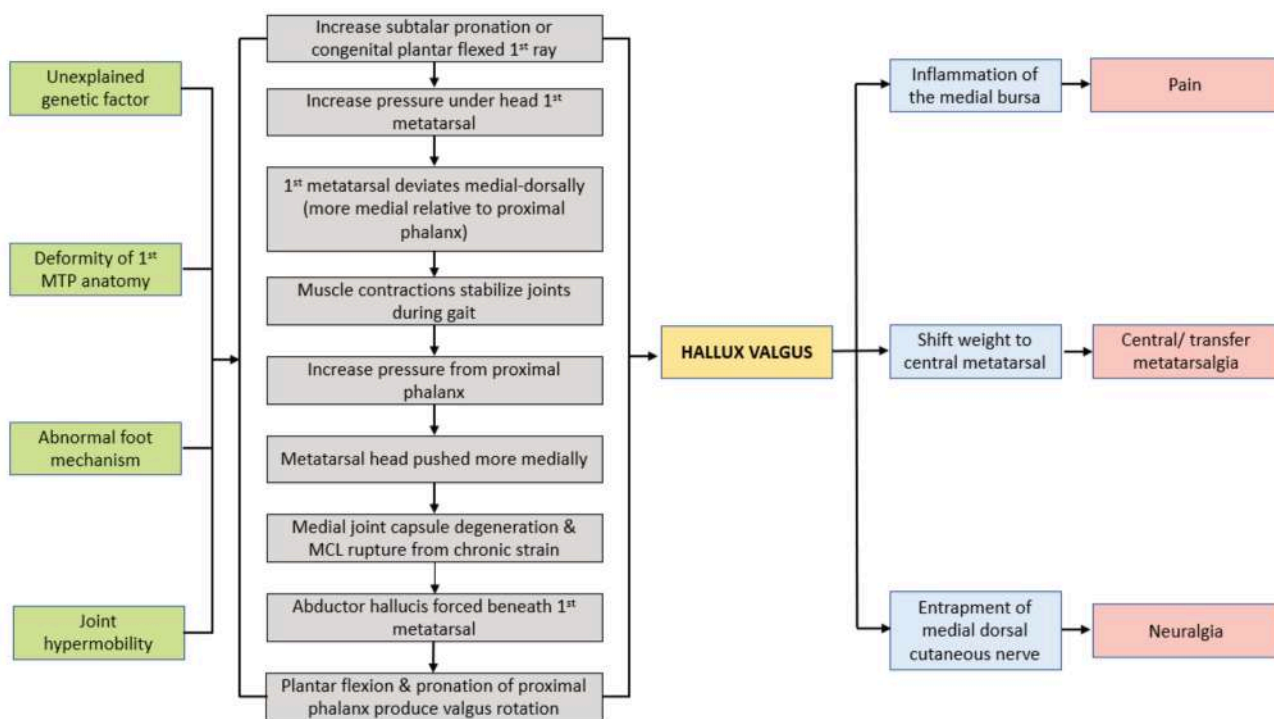 Unexplained
genetic factor
Deformity of 1st
MTP anatomy
Abnormal foot
mechanism
Joint
hypermobility
Increase subtalar pronation or
congenital plantar flexed 1st ray
Increase pressure under head 1st
metatarsal
1st metatarsal deviates medial-dorsally
(more medial relative to proximal
phalanx)
Muscle contractions stabilize joints
during gait
Increase pressure from proximal
phalanx
Metatarsal head pushed more medially
Medial joint capsule degeneration &
MCL rupture from chronic strain
Abductor hallucis forced beneath 1st
metatarsal
Plantar flexion & pronation of proximal
phalanx produce valgus rotation
HALLUX VALGUS
Inflammation of
the medial bursa
Pain
Shift weight to
central metatarsal
Central/ transfer
metatarsalgia
Entrapment of
medial dorsal
cutaneous nerve
Neuralgia